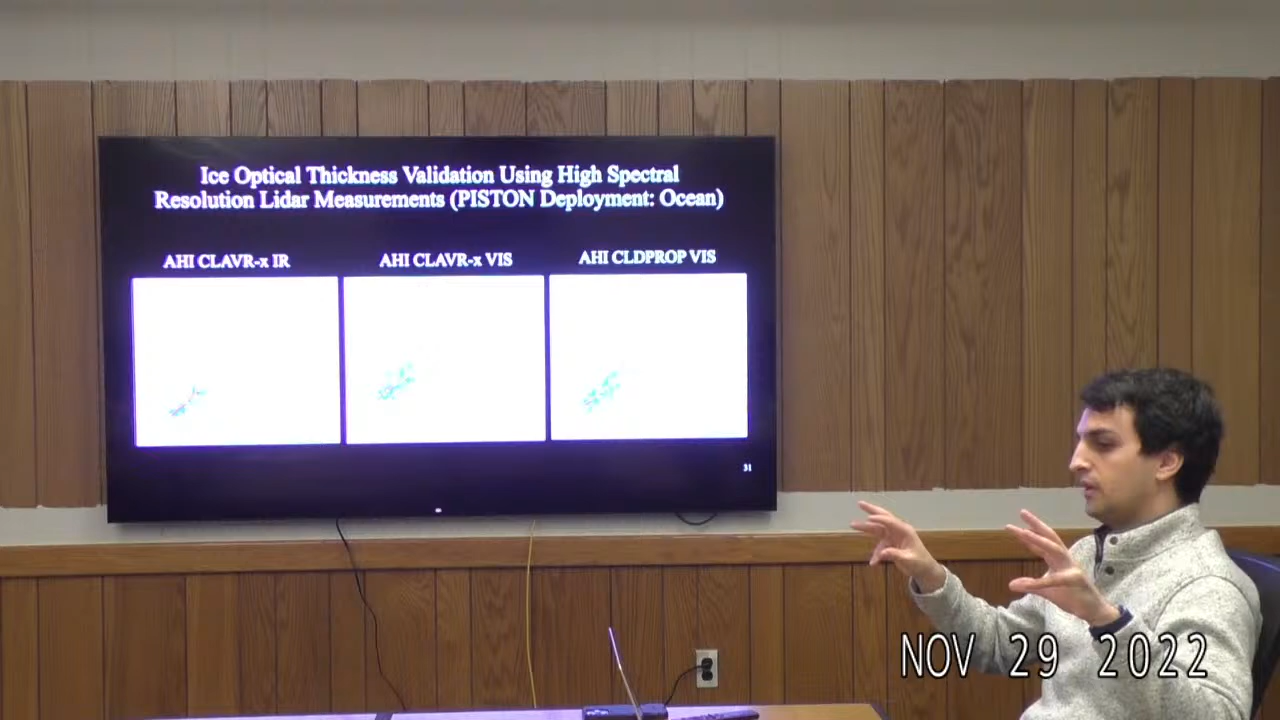 Ice Optical Thickness Validation Using High Spectral
Resolution Lidar Measurements (PISTON Deployment: Ocean)
AHI CLAVR-x IR
AHI CLAVR-x VIS
AHI CLDPROP VIS
31
NOV 29 2022